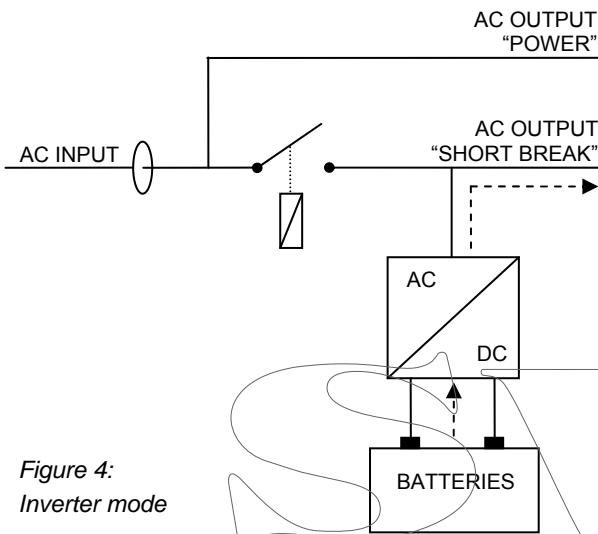 AC OUTPUT
“POWER”
AC OUTPUT
“SHORT BREAK”
AC INPUT
AC
DC
BATTERIES
Figure 4:
Inverter mode